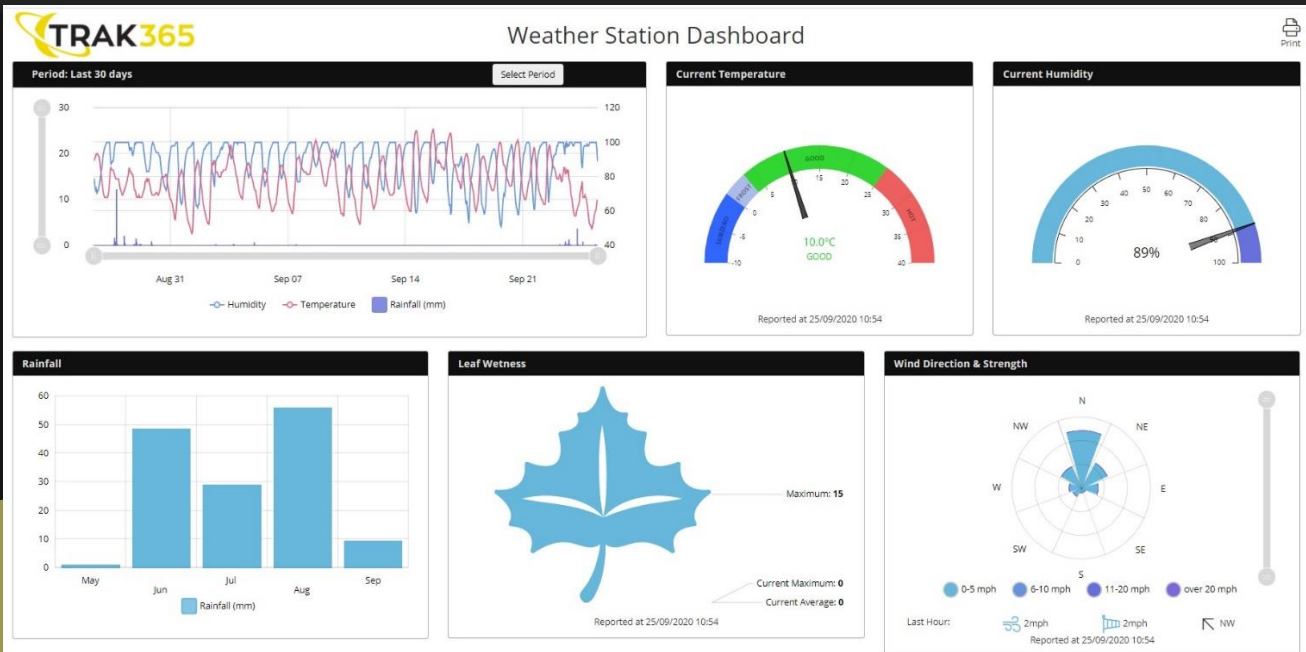 TRAK365
Weather Station Dashboard
Print
Period: Last 30 days
Select Period
30
20
10
0
120
100
80
60
40
Aug 31
Sep 07
Sep 14
Sep 21
Humidity
Temperature
Rainfall (mm)
Current Temperature
FROST
GOOD
HOT
-10
-5
0
5
15
20
25
30
35
40
10.0°C
GOOD
Reported at 25/09/2020 10:54
Current Humidity
0
10
20
30
40
50
60
70
80
90
100
89%
Reported at 25/09/2020 10:54
Rainfall
60
50
40
30
20
10
0
May
Jun
Jul
Aug
Sep
Rainfall (mm)
Leaf Wetness
Maximum: 15
Current Maximum: 0
Current Average: 0
Reported at 25/09/2020 10:54
Wind Direction & Strength
N
NW
NE
W
E
SW
SE
S
0-5 mph
6-10 mph
11-20 mph
over 20 mph
Last Hour:
2mph
2mph
NW
Reported at 25/09/2020 10:54